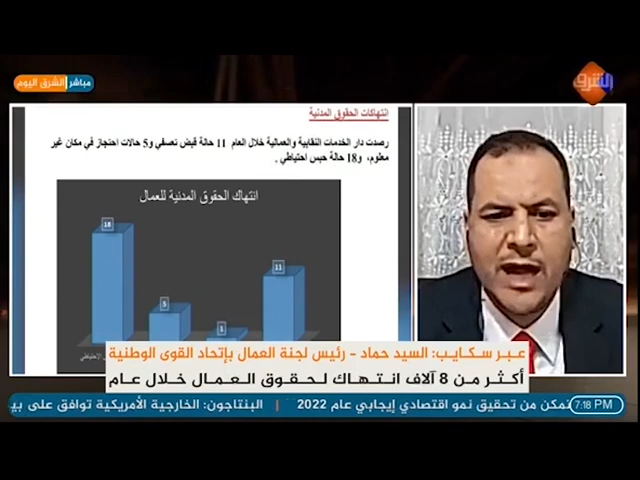 مباشر الشرق اليوم
الشرق
انتهاكات الحقوق المدنية
رصدت دار الخدمات النقابية والعمالية خلال العام 11 حالة قبض تعسفي و5 حالات احتجاز في مكان غير
معلوم، و18 حالة حبس احتياطي .
انتهاك الحقوق المدنية للعمال
18
5
1
11
عبر سكايب: السيد حماد - رئيس لجنة العمال بإتحاد القوى الوطنية
أكثر من 8 آلاف انتهاك لحقوق العمال خلال عام
تمكن من تحقيق نمو اقتصادي إيجابي عام 2022 | البنتاجون: الخارجية الأمريكية توافق على
7:18 PM